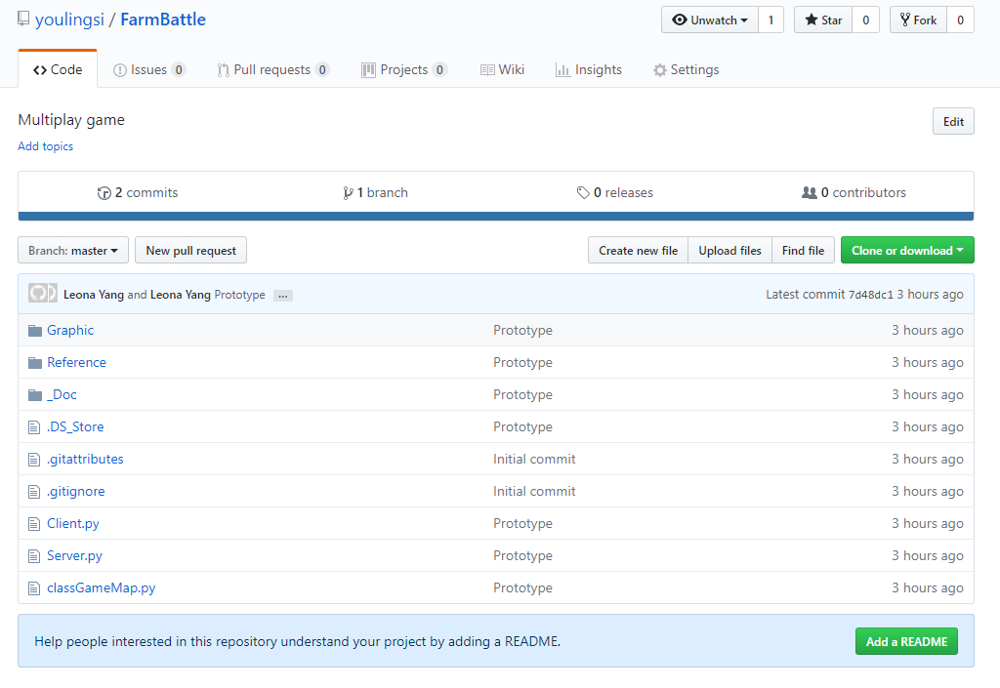 youlingsi / FarmBattle Unwatch 1 Star 0 Fork 0
Code Issues 0 Pull requests 0 Projects 0 Wiki Insights Settings
Multiplay game Edit
Add topics
2 commits 1 branch 0 releases 0 contributors
Branch: master New pull request Create new file Upload files Find file Clone or download
Leona Yang and Leona Yang Prototype ... Latest commit 7d48dc1 3 hours ago
Graphic Prototype 3 hours ago
Reference Prototype 3 hours ago
_Doc Prototype 3 hours ago
.DS_Store Prototype 3 hours ago
.gitattributes Initial commit 3 hours ago
.gitignore Initial commit 3 hours ago
Client.py Prototype 3 hours ago
Server.py Prototype 3 hours ago
classGameMap.py Prototype 3 hours ago
Help people interested in this repository understand your project by adding a README. Add a README